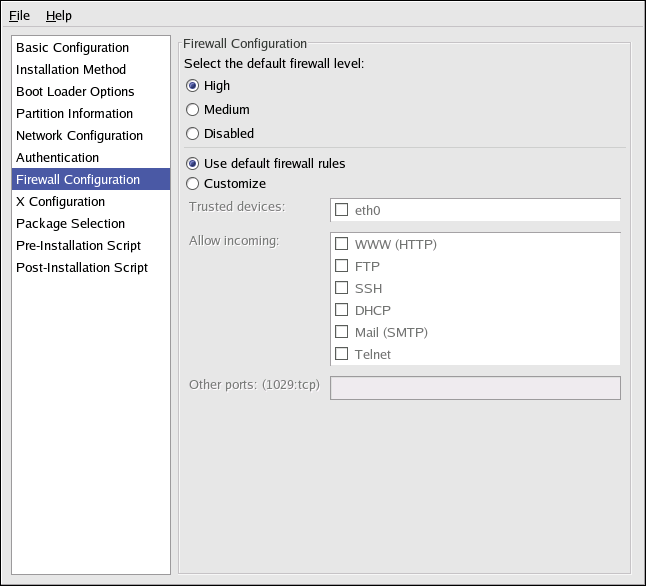 File Help
Basic Configuration
Installation Method
Boot Loader Options
Partition Information
Network Configuration
Authentication
Firewall Configuration
X Configuration
Package Selection
Pre-Installation Script
Post-Installation Script
Firewall Configuration
Select the default firewall level:
High
Medium
Disabled
Use default firewall rules
Customize
Trusted devices: eth0
Allow incoming: WWW (HTTP)
FTP
SSH
DHCP
Mail (SMTP)
Telnet
Other ports: (1029:tcp)